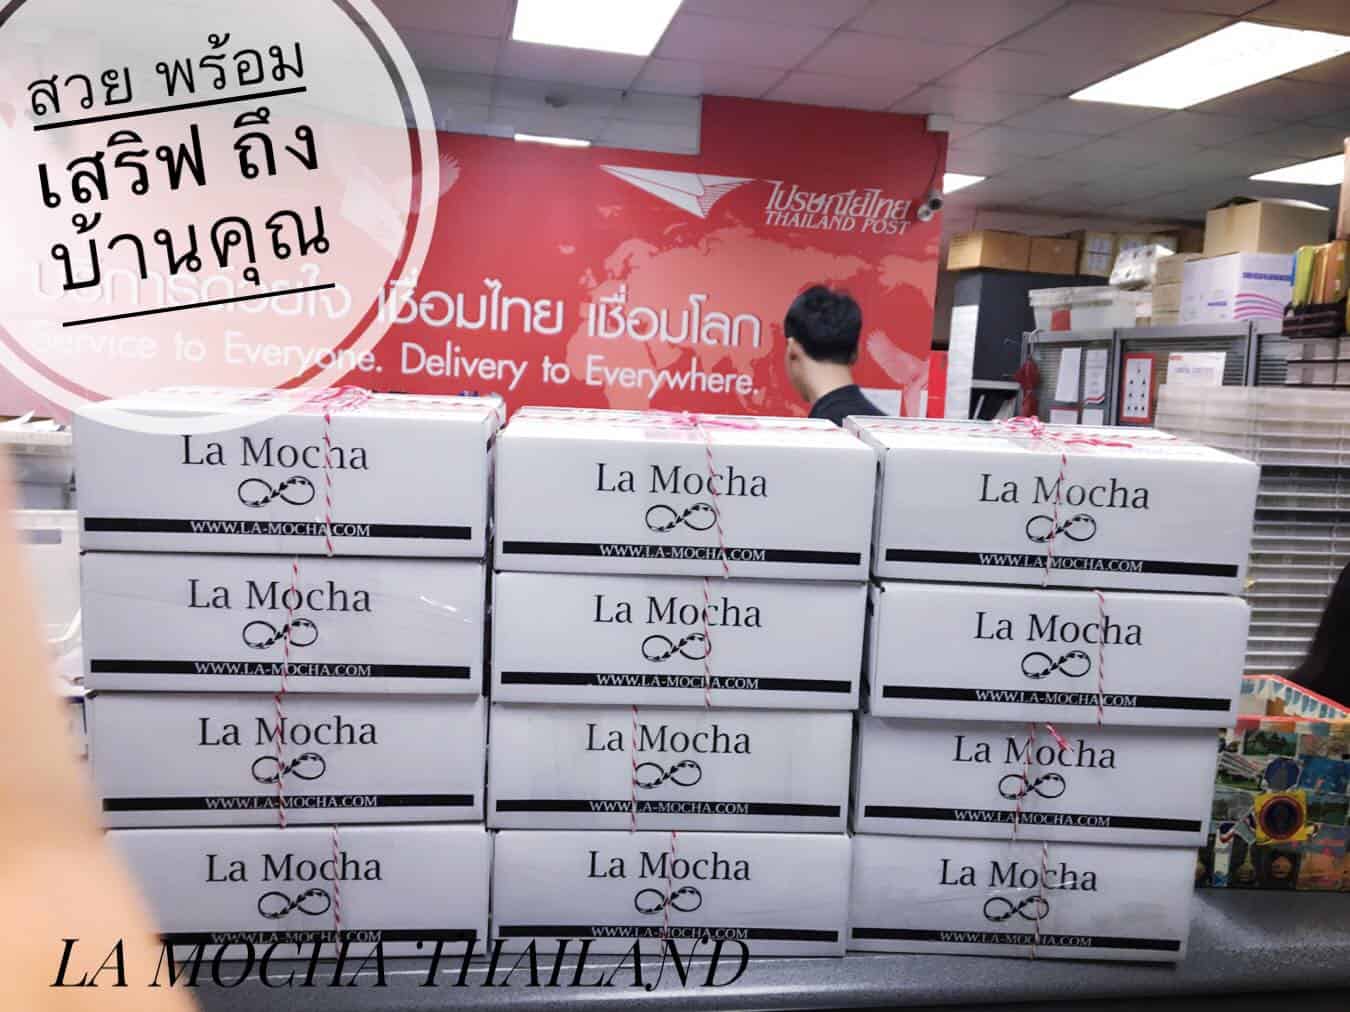 สวย พร้อม
เสริฟ ถึง
บ้านคุณ
ไปรษณีย์ไทย
THAILAND POST
เชื่อมไทย เชื่อมโลก
Service to Everyone. Delivery to Everywhere.
La Mocha
WWW.LA-MOCHA.COM
La Mocha
WWW.LA-MOCHA.COM
La Mocha
WWW.LA-MOCHA.COM
La Mocha
WWW.LA-MOCHA.COM
La Mocha
WWW.LA-MOCHA.COM
La Mocha
WWW.LA-MOCHA.COM
La Mocha
WWW.LA-MOCHA.COM
La Mocha
WWW.LA-MOCHA.COM
La Mocha
WWW.LA-MOCHA.COM
La Mocha
WWW.LA-MOCHA.COM
La Mocha
WWW.LA-MOCHA.COM
La Mocha
WWW.LA-MOCHA.COM
LA MOCHA THAILAND